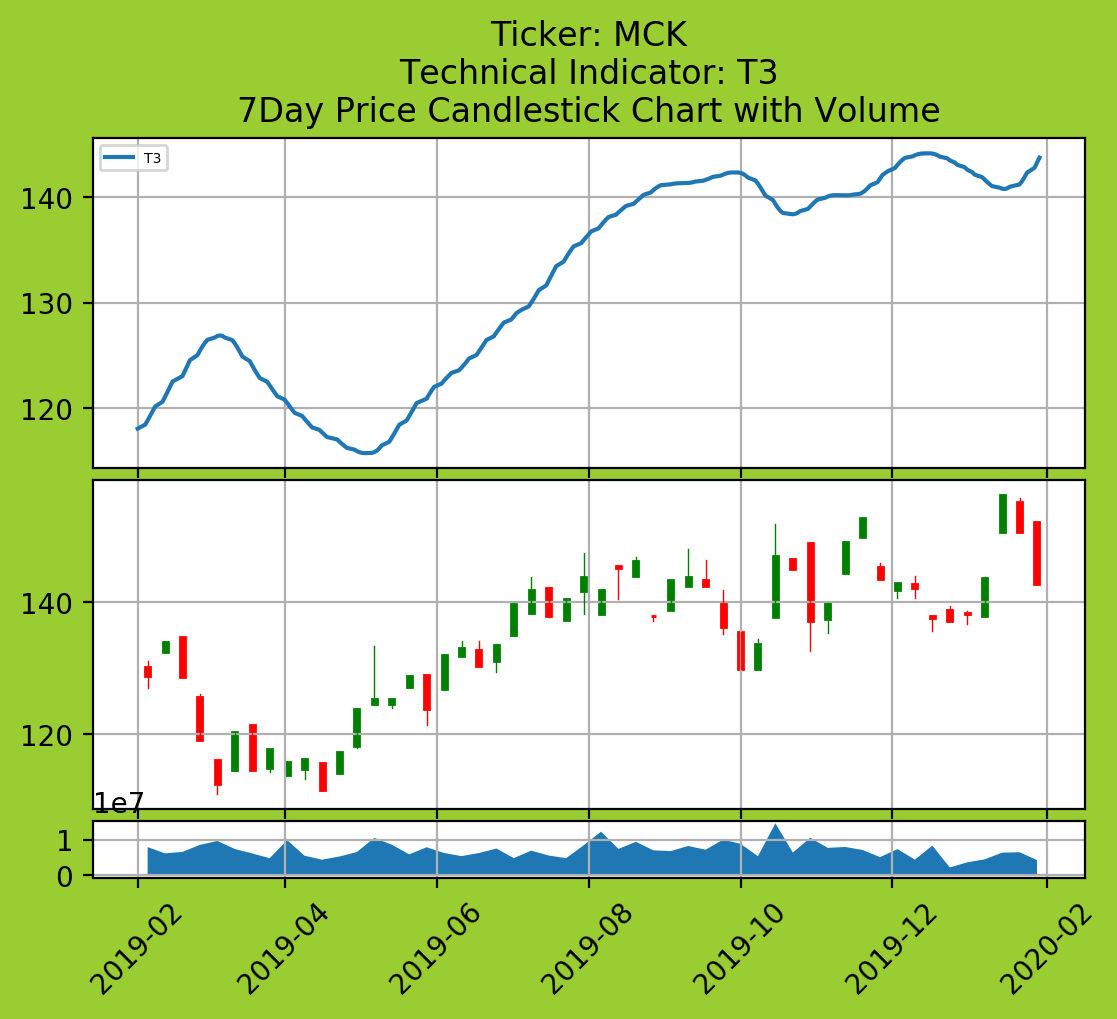 Ticker: MCK
Technical Indicator: T3
7Day Price Candlestick Chart with Volume
T3
140
130
120
140
120
1e7
1
0
2019-02
2019-04
2019-06
2019-08
2019-10
2019-12
2020-02